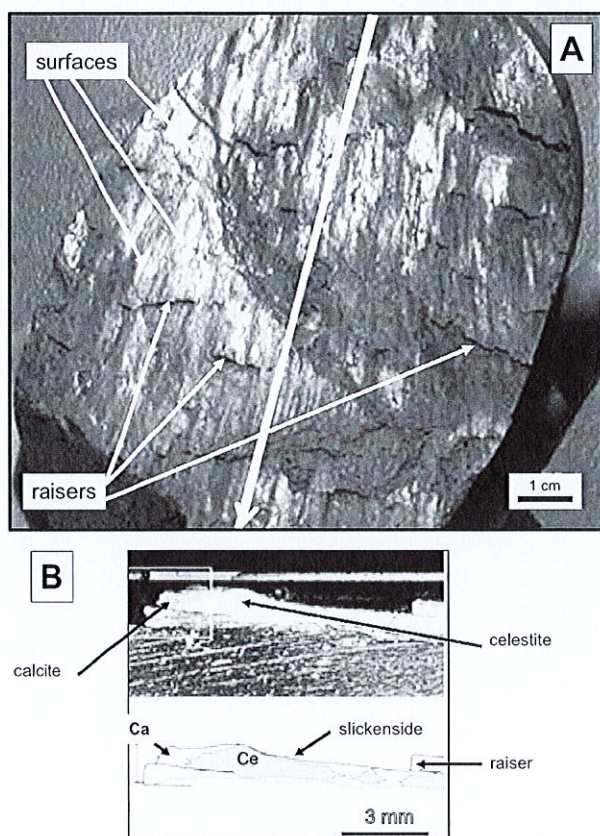 A
surfaces
raisers
1 cm
B
calcite
celestite
Ca
slickenside
Ce
raiser
3 mm